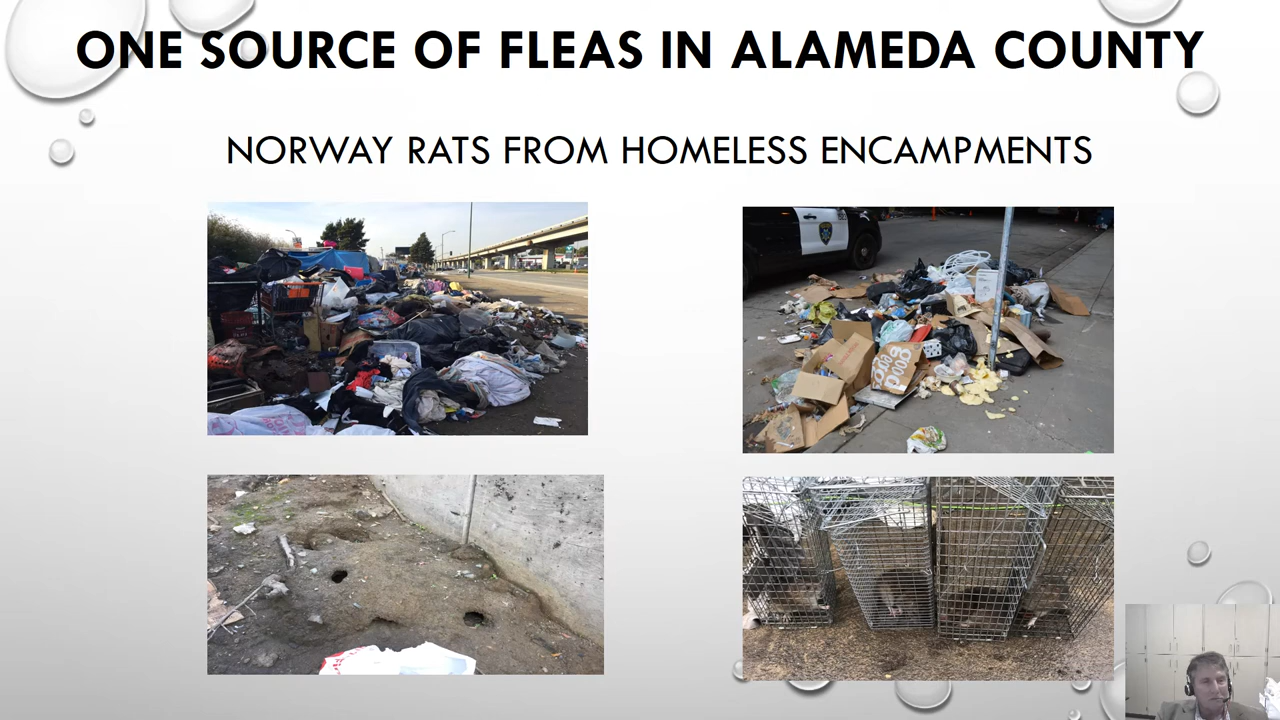 ONE SOURCE OF FLEAS IN ALAMEDA COUNTY
NORWAY RATS FROM HOMELESS ENCAMPMENTS